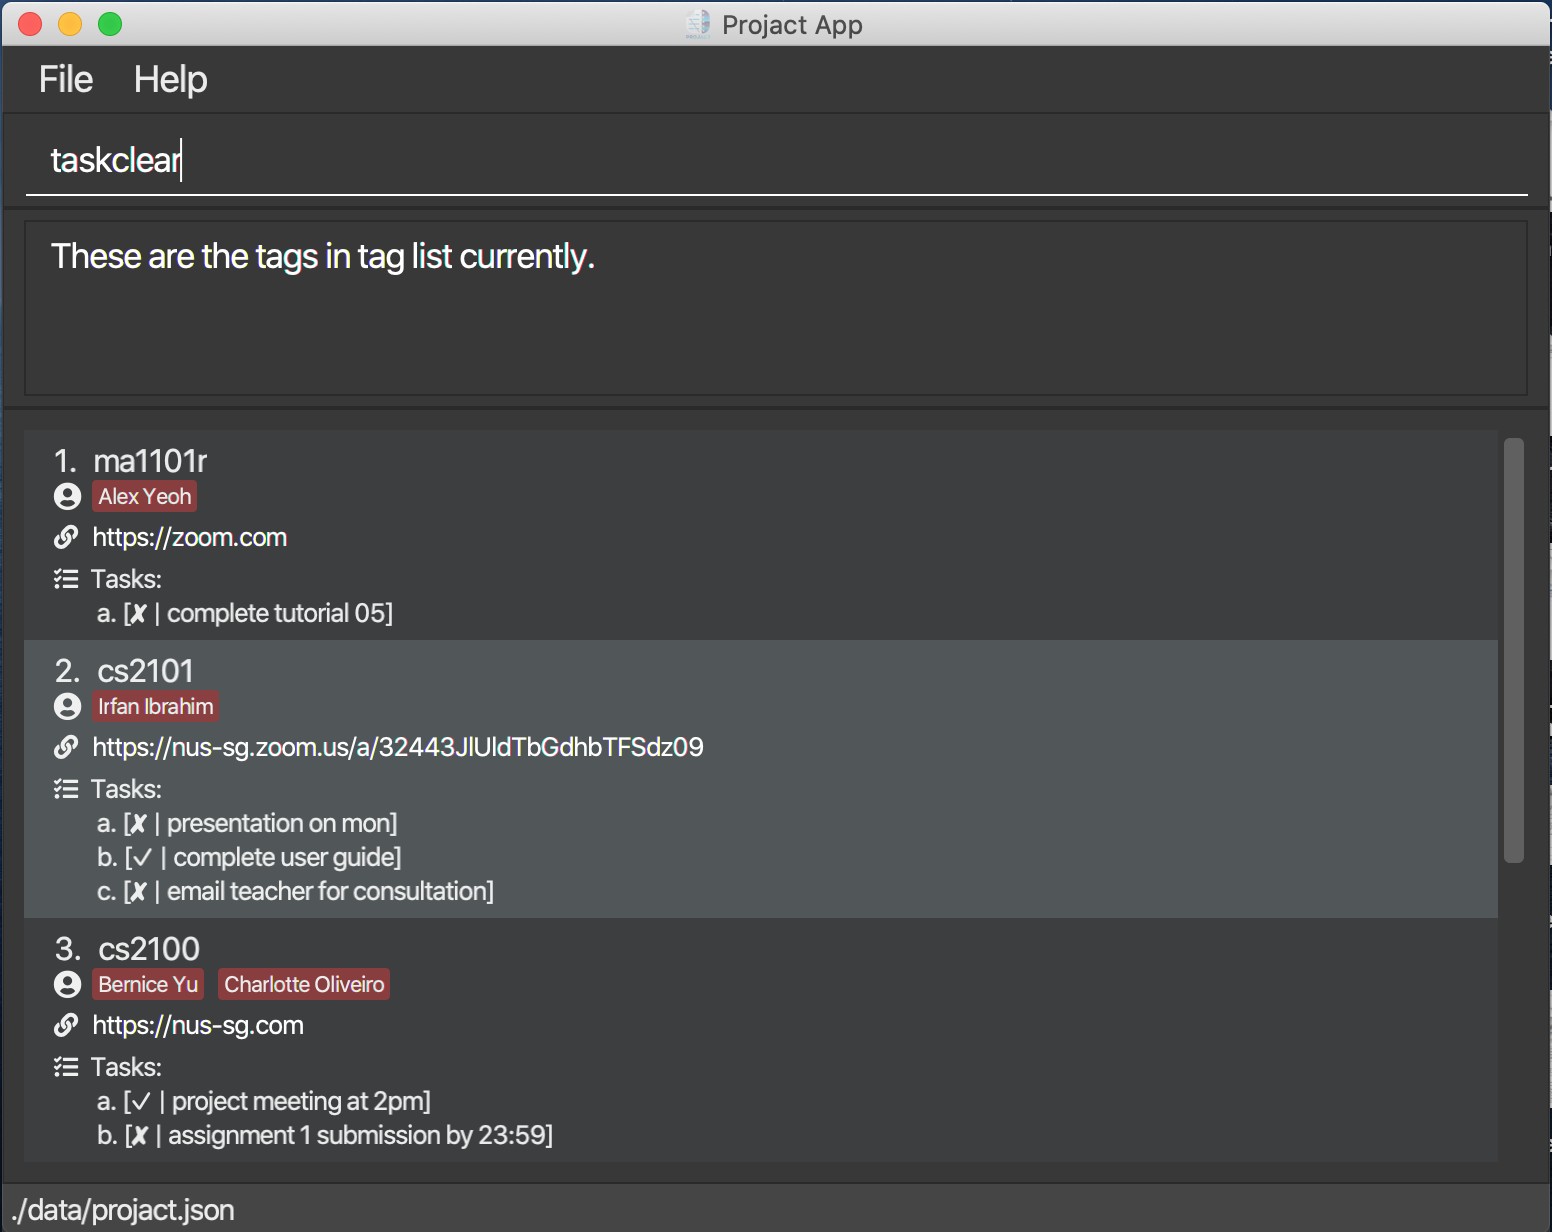 Projact App
File Help
taskclear
These are the tags in tag list currently.
1. ma1101r
Alex Yeoh
https://zoom.com
Tasks:
a. [✗ | complete tutorial 05]
2. cs2101
Irfan Ibrahim
https://nus-sg.zoom.us/a/32443JlUldTbGdhbTFSdz09
Tasks:
a. [✗ | presentation on mon]
b. [✓ | complete user guide]
c. [✗ | email teacher for consultation]
3. cs2100
Bernice Yu Charlotte Oliveiro
https://nus-sg.com
Tasks:
a. [✓ | project meeting at 2pm]
b. [✗ | assignment 1 submission by 23:59]
./data/projact.json